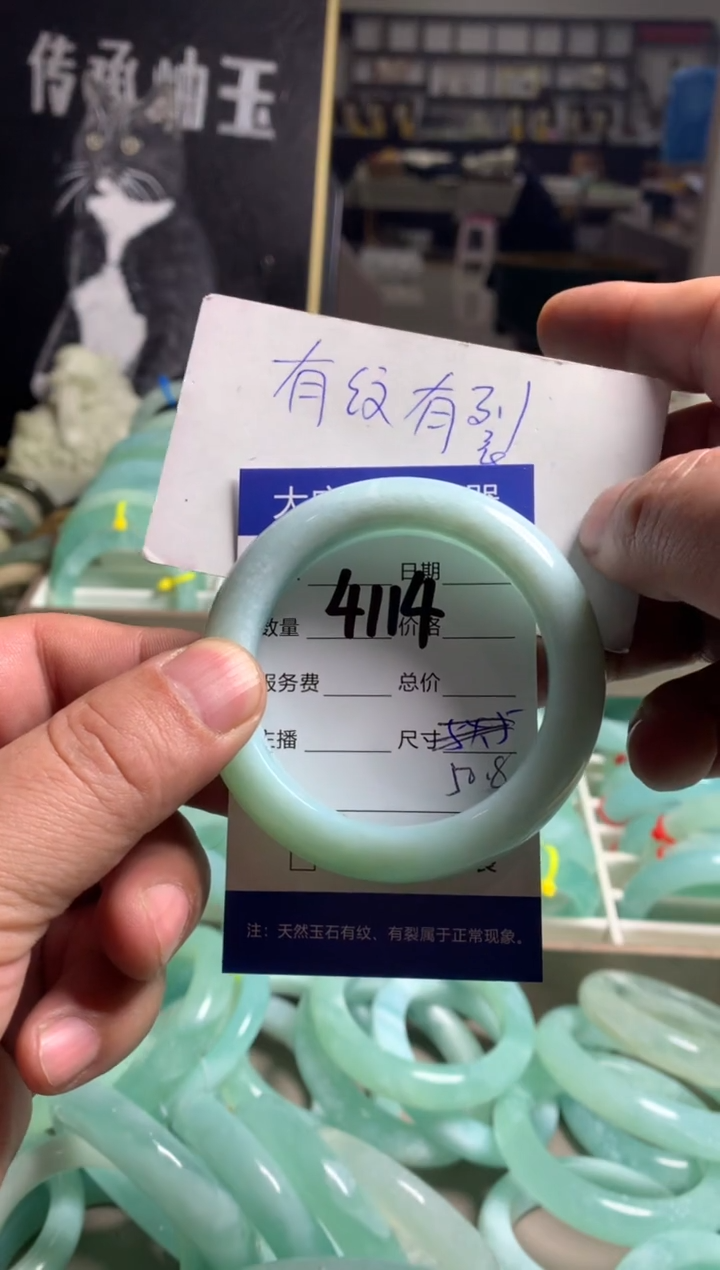 传承岫玉
有纹有裂
日期
4114
数量 价格
服务费 总价
主播 尺寸
50.8
注：天然玉石有纹、有裂属于正常现象。